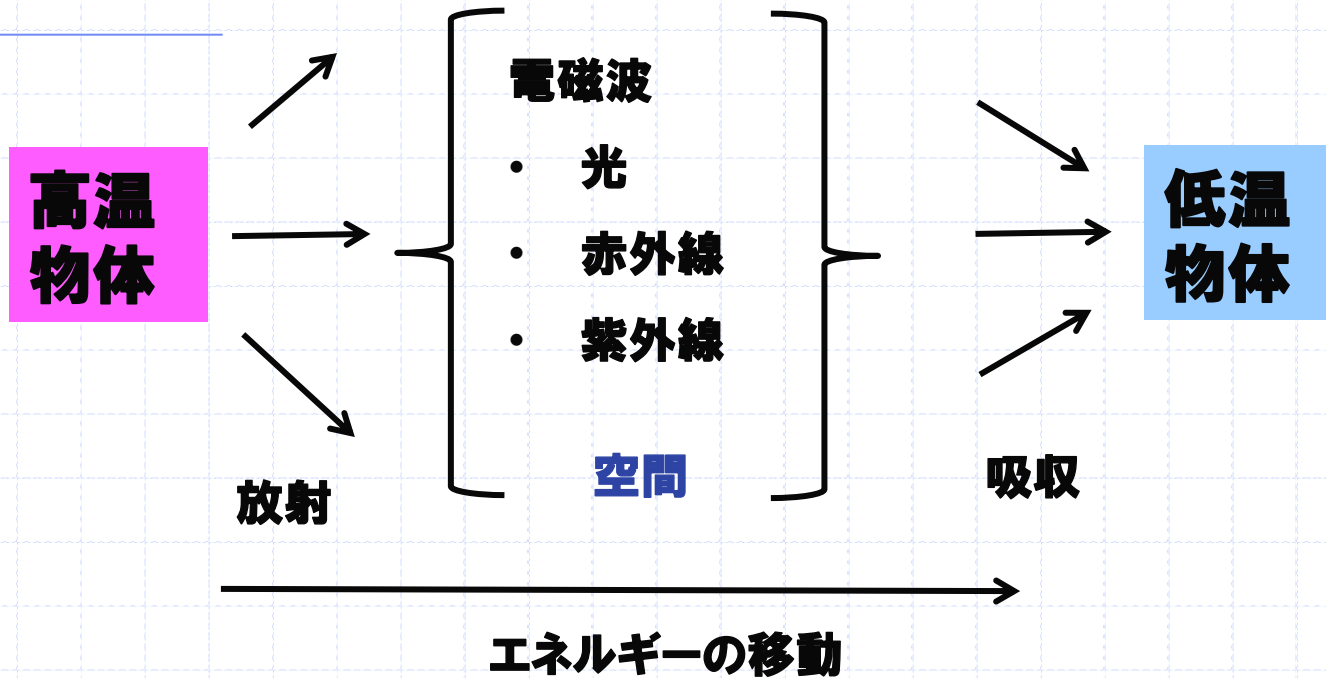 高温
物体
電磁波
• 光
• 赤外線
• 紫外線
空間
低温
物体
放射
吸収
エネルギーの移動